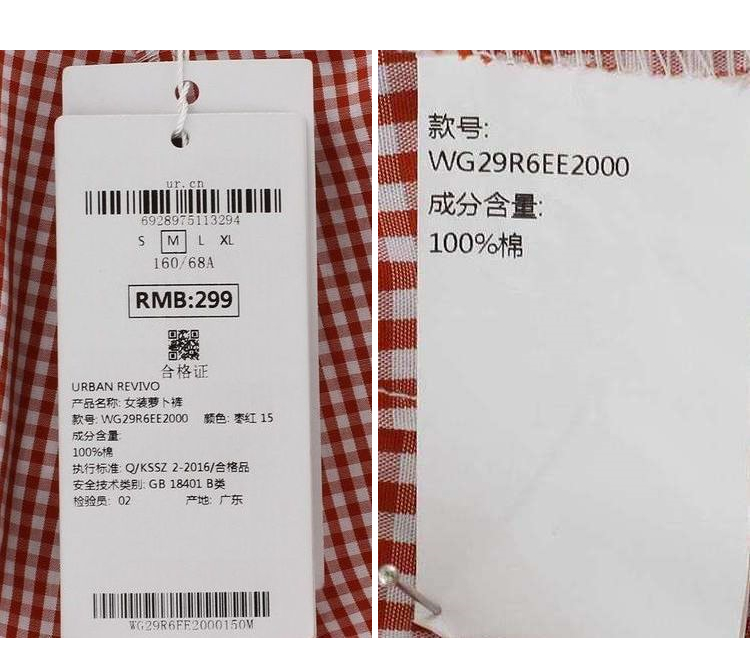 ur.cn
6928975113294
S M L XL
160/68A
RMB:299
合格证
URBAN REVIVO
产品名称: 女装萝卜裤
款号: WG29R6EE2000 颜色: 枣红 15
成分含量:
100%棉
执行标准: Q/KSSZ 2-2016/合格品
安全技术类别: GB 18401 B类
检验员: 02 产地: 广东
WG29R6EE2000150M
款号:
WG29R6EE2000
成分含量:
100%棉